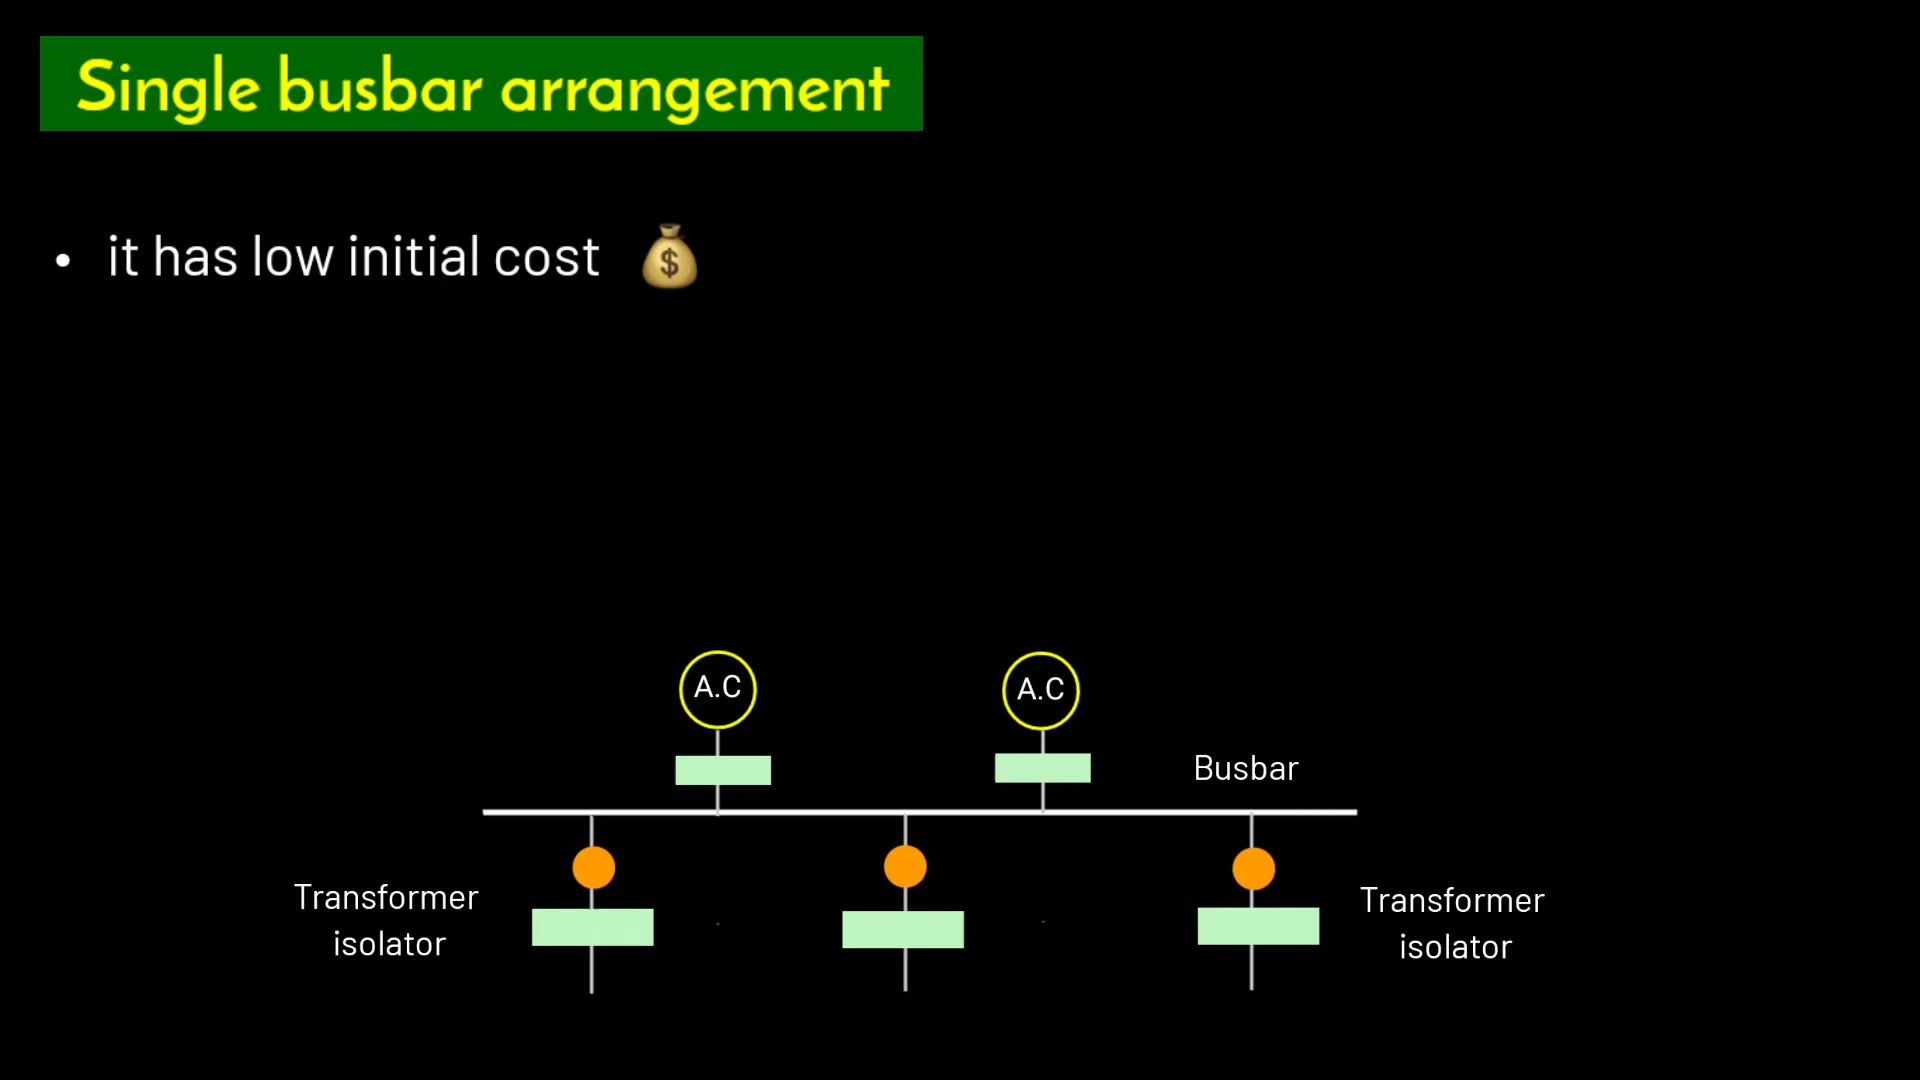 Single busbar arrangement
• it has low initial cost
$
A.C
A.C
Busbar
Transformer
isolator
Transformer
isolator